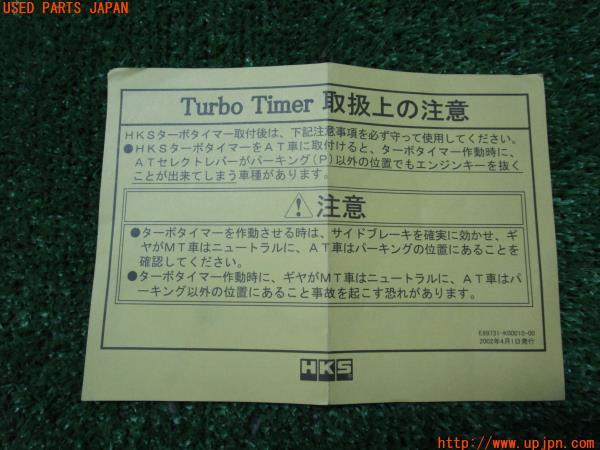 USED PARTS JAPAN
Turbo Timer 取扱上の注意
HKSターボタイマー取付後は、下記注意事項を必ず守って使用してください。
●HKSターボタイマーをAT車に取付けると、ターボタイマー作動時に、
ATセレクトレバーがパーキング(P)以外の位置でもエンジンキーを抜く
ことが出来てしまう車種があります。
注意
●ターボタイマーを作動させる時は、サイドブレーキを確実に効かせ、ギ
ヤがMT車はニュートラルに、AT車はパーキングの位置にあることを
確認してください。
●ターボタイマー作動時に、ギヤがMT車はニュートラルに、AT車はパ
ーキング以外の位置にあること事故を起こす恐れがあります。
E89731-K00010-00
2002年4月1日発行
HKS
http://www.upjpn.com/